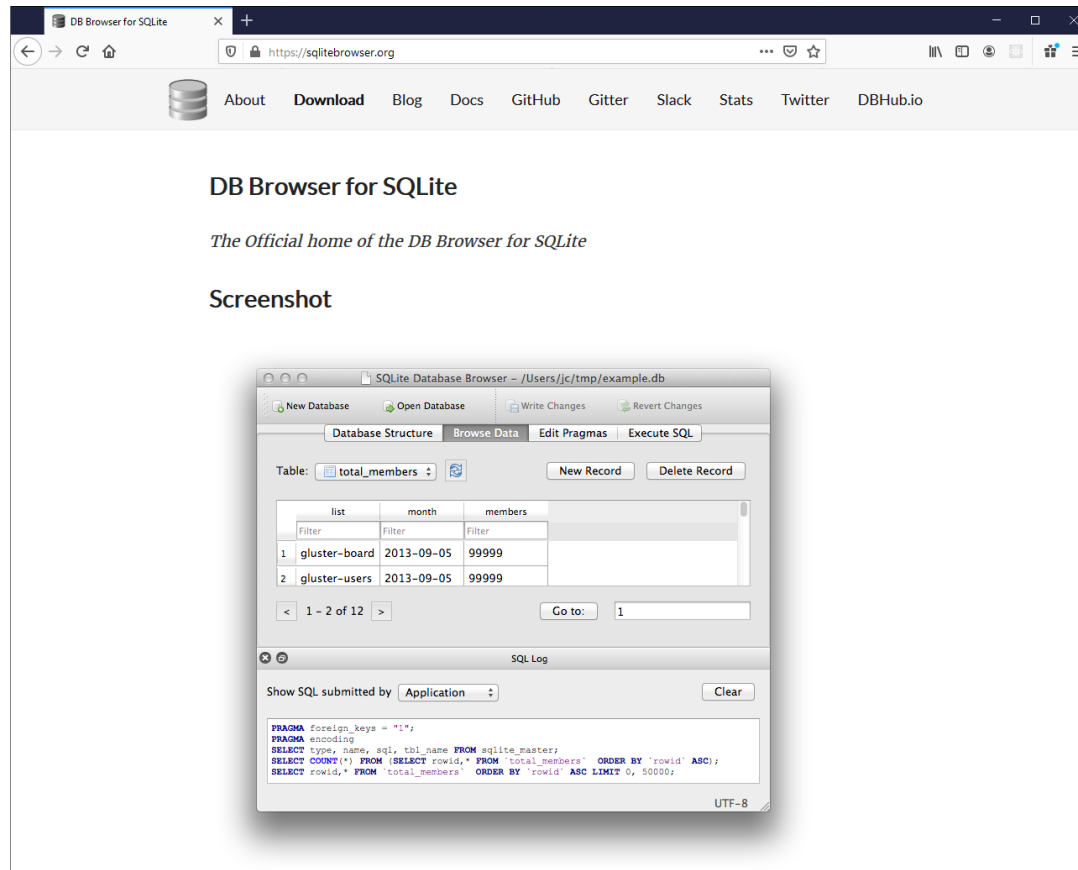 DB Browser for SQLite
https://sqlitebrowser.org
About Download Blog Docs GitHub Gitter Slack Stats Twitter DBHub.io
DB Browser for SQLite
The Official home of the DB Browser for SQLite
Screenshot
SQLite Database Browser – /Users/jc/tmp/example.db
New Database Open Database Write Changes Revert Changes
Database Structure Browse Data Edit Pragmas Execute SQL
Table: total_members New Record Delete Record
list month members
Filter Filter Filter
1 gluster-board 2013-09-05 99999
2 gluster-users 2013-09-05 99999
< 1 – 2 of 12 > Go to: 1
SQL Log
Show SQL submitted by Application Clear
PRAGMA foreign_keys = "1";
PRAGMA encoding
SELECT type, name, sql, tbl_name FROM sqlite_master;
SELECT COUNT(*) FROM (SELECT rowid,* FROM `total_members` ORDER BY `rowid` ASC);
SELECT rowid,* FROM `total_members` ORDER BY `rowid` ASC LIMIT 0, 50000;
UTF-8